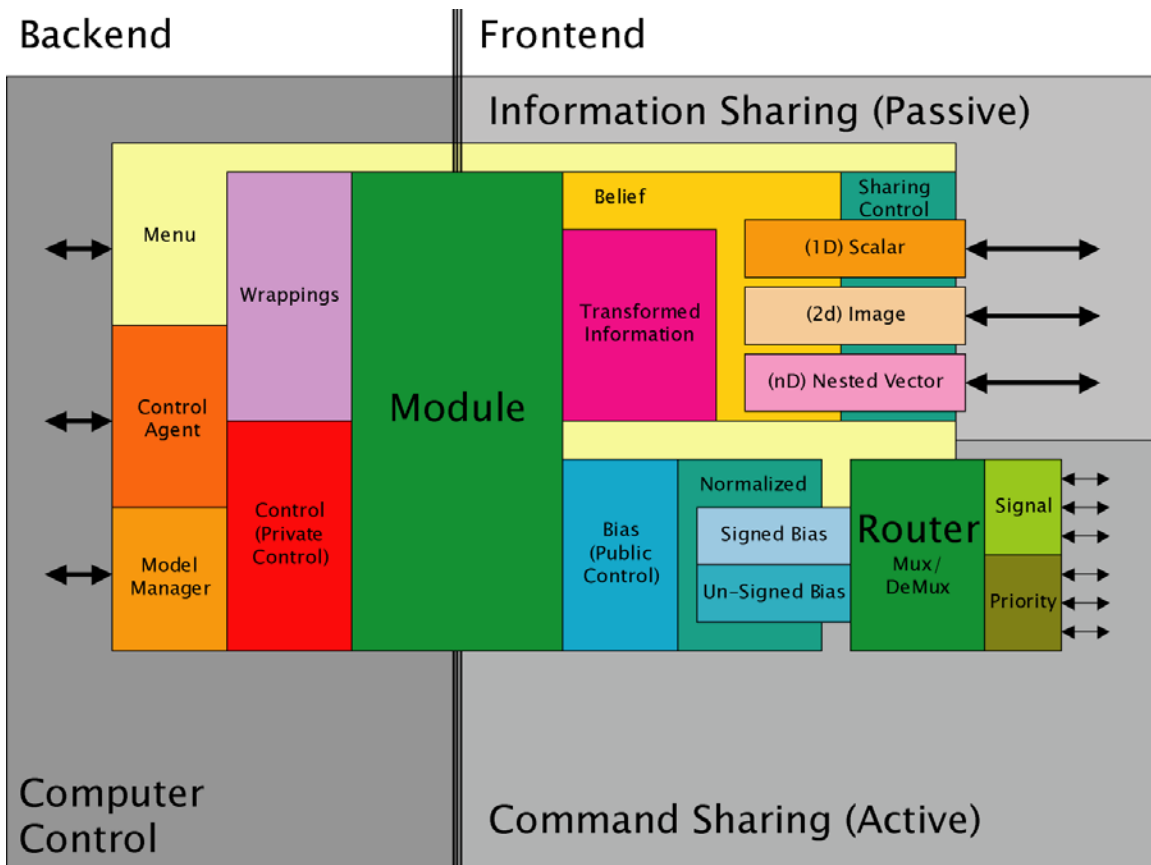 Backend
Frontend
Information Sharing (Passive)
Menu
Wrappings
Control
Agent
Model
Manager
Control
(Private
Control)
Module
Belief
Sharing
Control
Transformed
Information
(1D) Scalar
(2d) Image
(nD) Nested Vector
Bias
(Public
Control)
Normalized
Signed Bias
Un-Signed Bias
Router
Mux/
DeMux
Signal
Priority
Computer
Control
Command Sharing (Active)